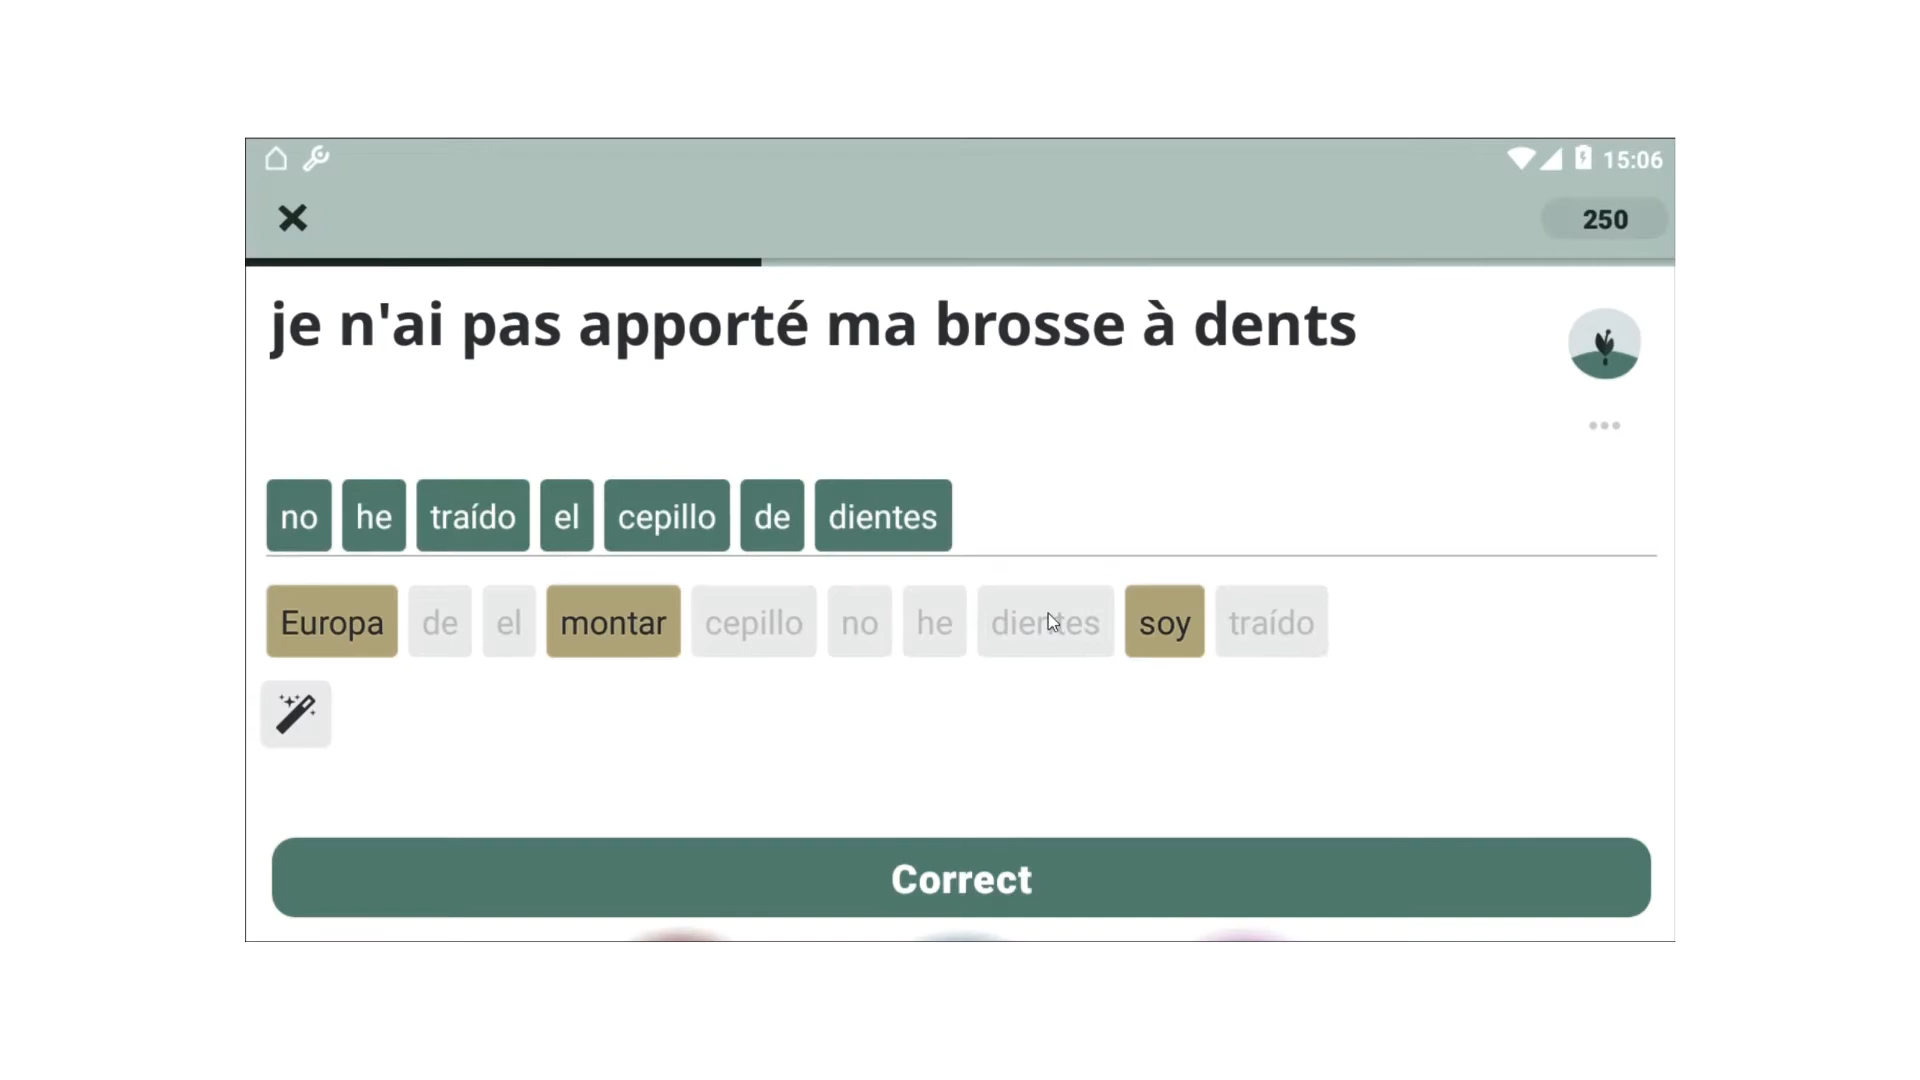 15:06
250
je n'ai pas apporté ma brosse à dents
no he traído el cepillo de dientes
Europa de el montar cepillo no he dientes soy traído
Correct